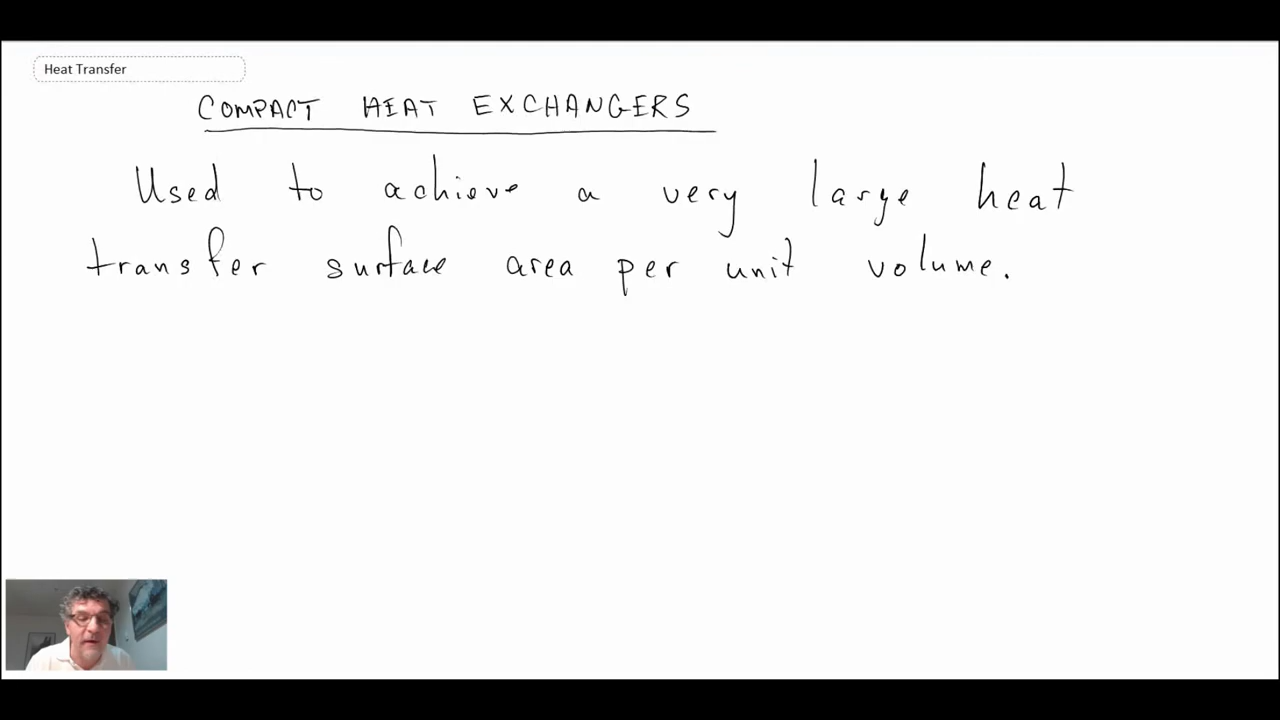 Heat Transfer
COMPACT HEAT EXCHANGERS
Used to achieve a very large heat
transfer surface area per unit volume.